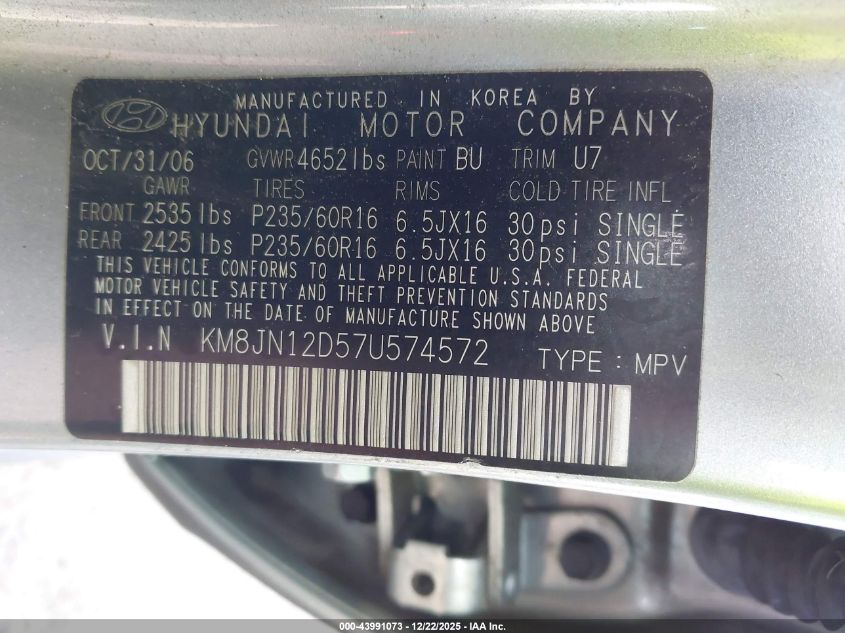 MANUFACTURED IN KOREA BY
HYUNDAI MOTOR COMPANY
OCT/31/06 GVWR 4652lbs PAINT BU TRIM U7
GAWR TIRES RIMS COLD TIRE INFL
FRONT 2535lbs P235/60R16 6.5JX16 30psi SINGLE
REAR 2425lbs P235/60R16 6.5JX16 30psi SINGLE
THIS VEHICLE CONFORMS TO ALL APPLICABLE U.S.A. FEDERAL
MOTOR VEHICLE SAFETY AND THEFT PREVENTION STANDARDS
IN EFFECT ON THE DATE OF MANUFACTURE SHOWN ABOVE
V.I.N KM8JN12D57U574572 TYPE : MPV
000-43991073 - 12/22/2025 - IAA Inc.